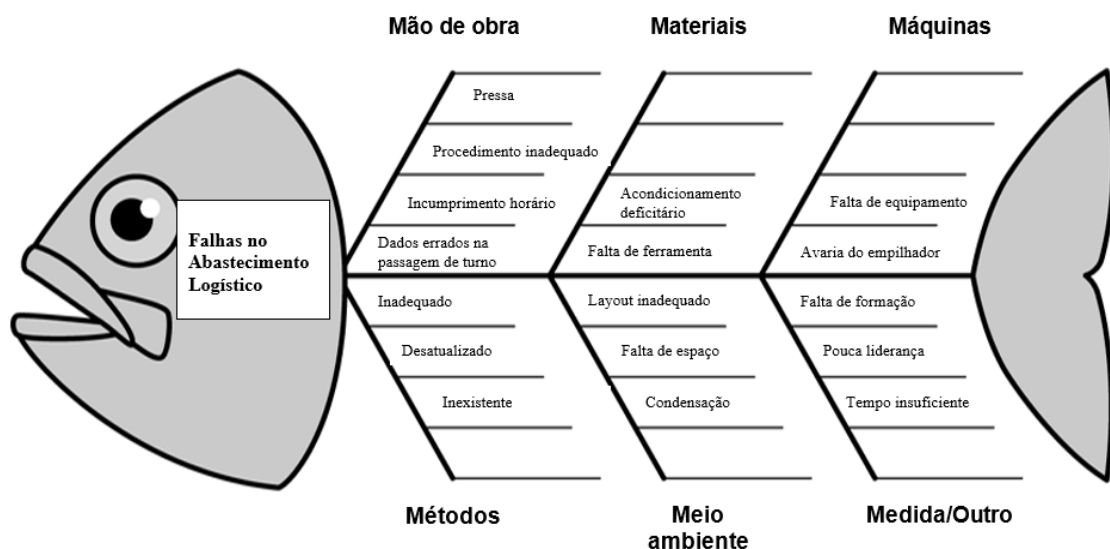 Mão de obra
Materiais
Máquinas
Pressa
Procedimento inadequado
Incumprimento horário
Acondicionamento
deficitário
Falta de equipamento
Dados errados na
passagem de turno
Falta de ferramenta
Avaria do empilhador
Falhas no
Abastecimento
Logístico
Inadequado
Layout inadequado
Falta de formação
Desatualizado
Falta de espaço
Pouca liderança
Inexistente
Condensação
Tempo insuficiente
Métodos
Meio
ambiente
Medida/Outro